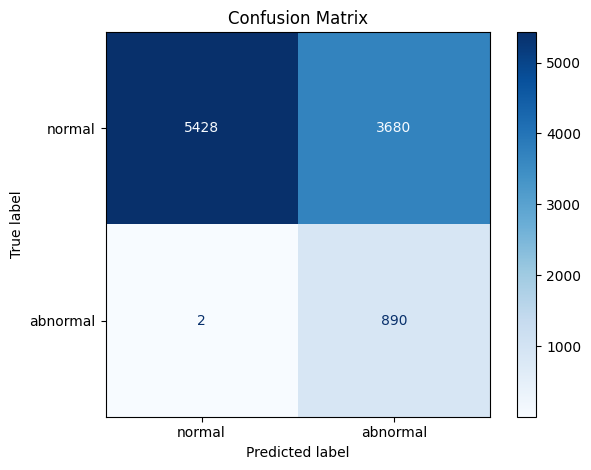 Confusion Matrix
normal
5428
3680
abnormal
2
890
True label
normal
abnormal
Predicted label
5000
4000
3000
2000
1000